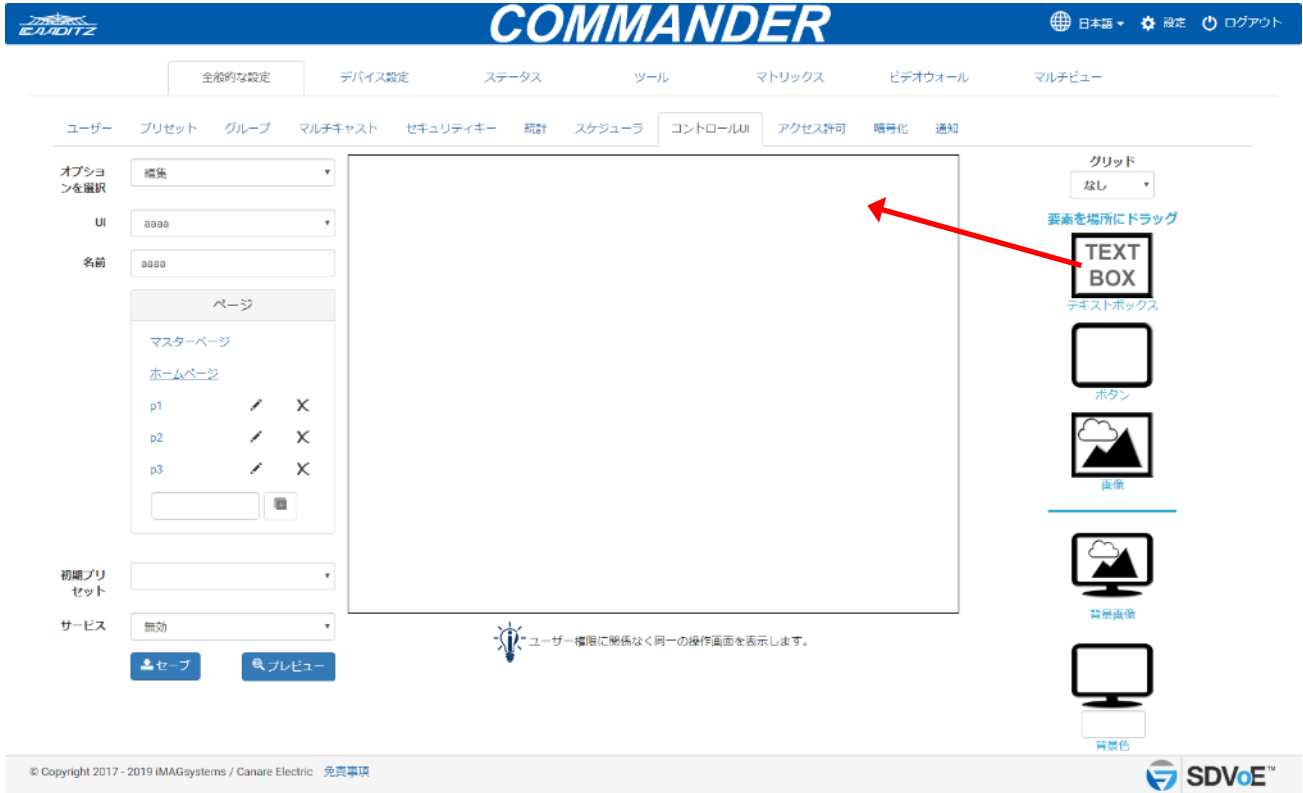 COMMANDER
日本語 設定 ログアウト
全般的な設定 デバイス設定 ステータス ツール マトリックス ビデオウォール マルチビュー
ユーザー プリセット グループ マルチキャスト セキュリティキー 統計 スケジューラ コントロールUI アクセス許可 暗号化 通知
オプショ
ンを選択
編集
UI
aaaa
名前
aaaa
ページ
マスターページ
ホームページ
p1
p2
p3
初期プリ
セット
サービス
無効
セーブ プレビュー
ユーザー権限に関係なく同一の操作画面を表示します。
グリッド
なし
要素を場所にドラッグ
TEXT
BOX
テキストボックス
ボタン
画像
背景画像
背景色
© Copyright 2017 - 2019 iMAGsystems / Canare Electric 免責事項
SDVoE™